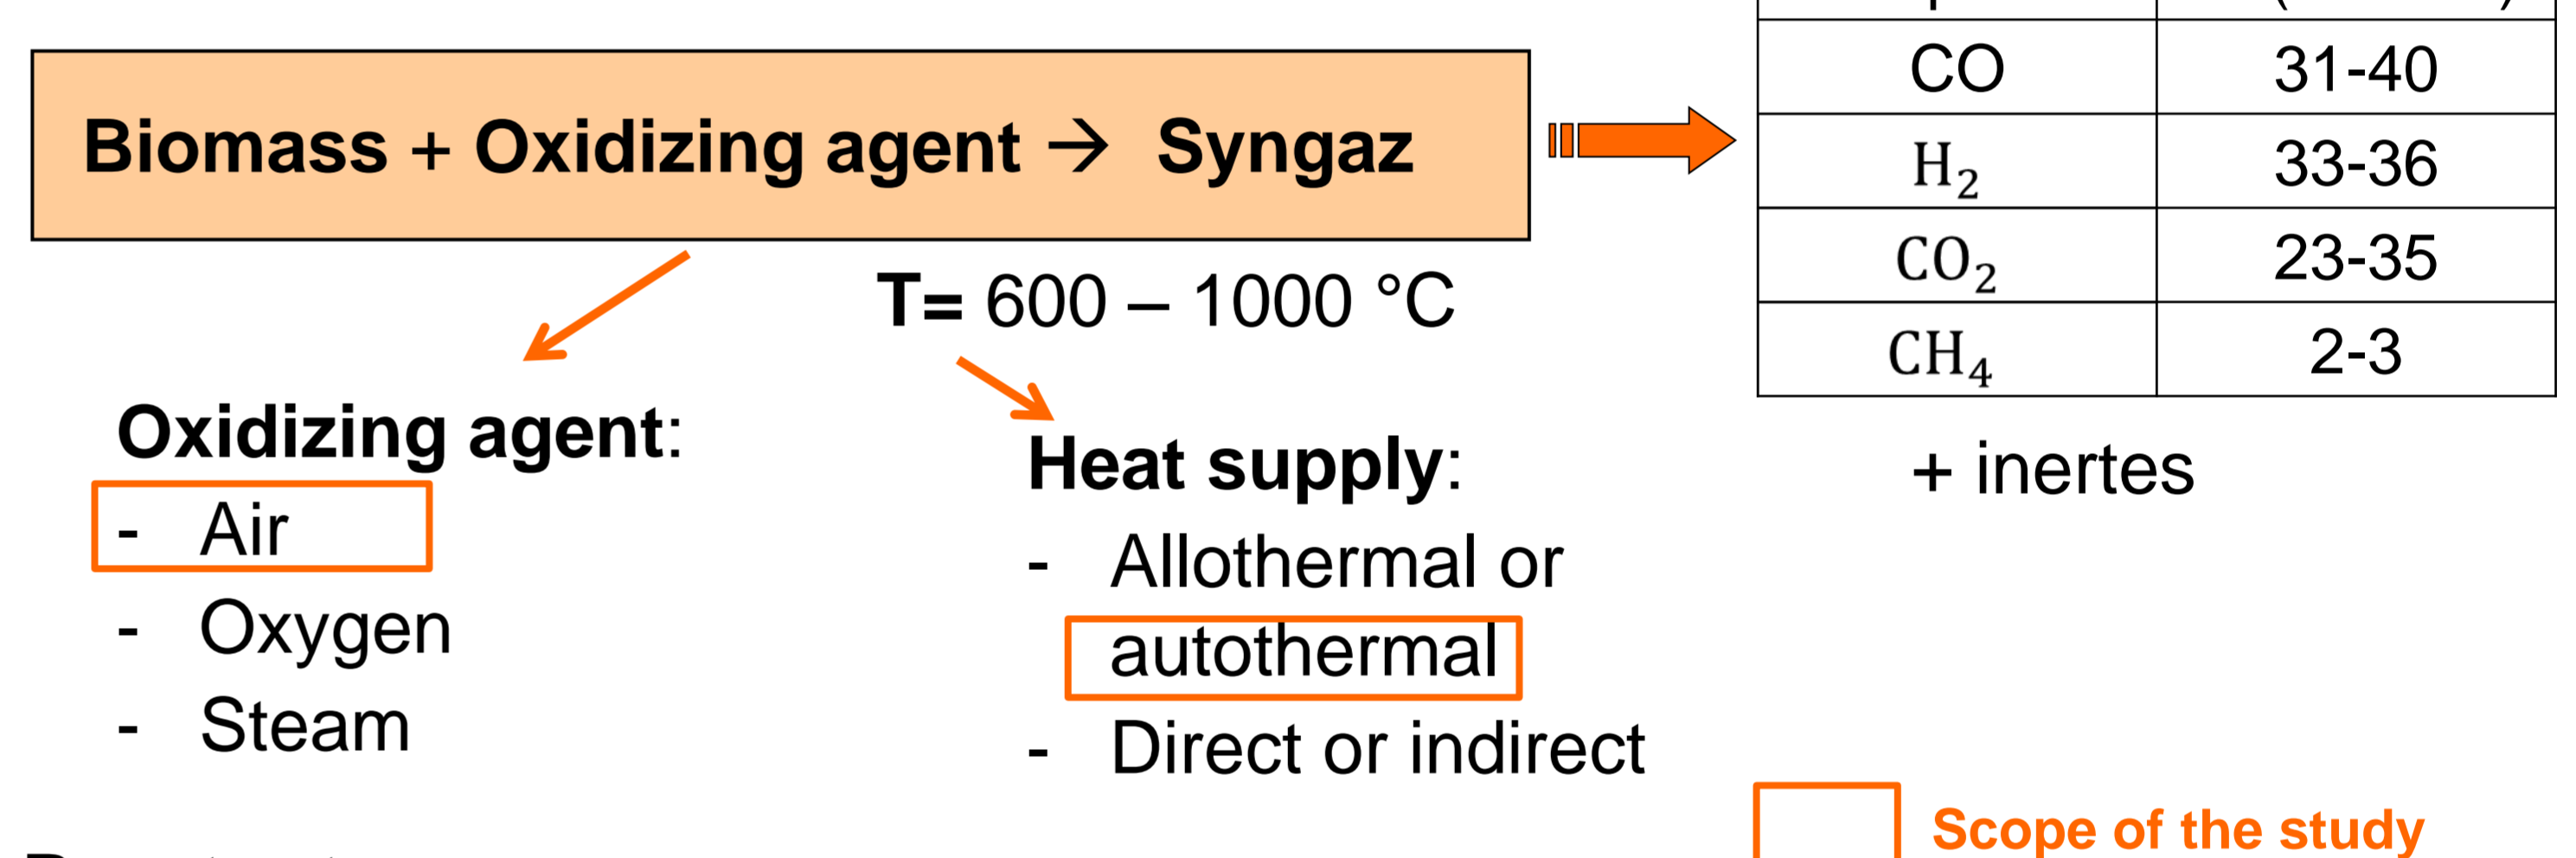 Biomass + Oxidizing agent → Syngaz
T= 600 – 1000 °C
CO 31-40
H₂ 33-36
CO₂ 23-35
CH₄ 2-3
+ inertes
Oxidizing agent:
- Air
- Oxygen
- Steam
Heat supply:
- Allothermal or
autothermal
- Direct or indirect
Scope of the study